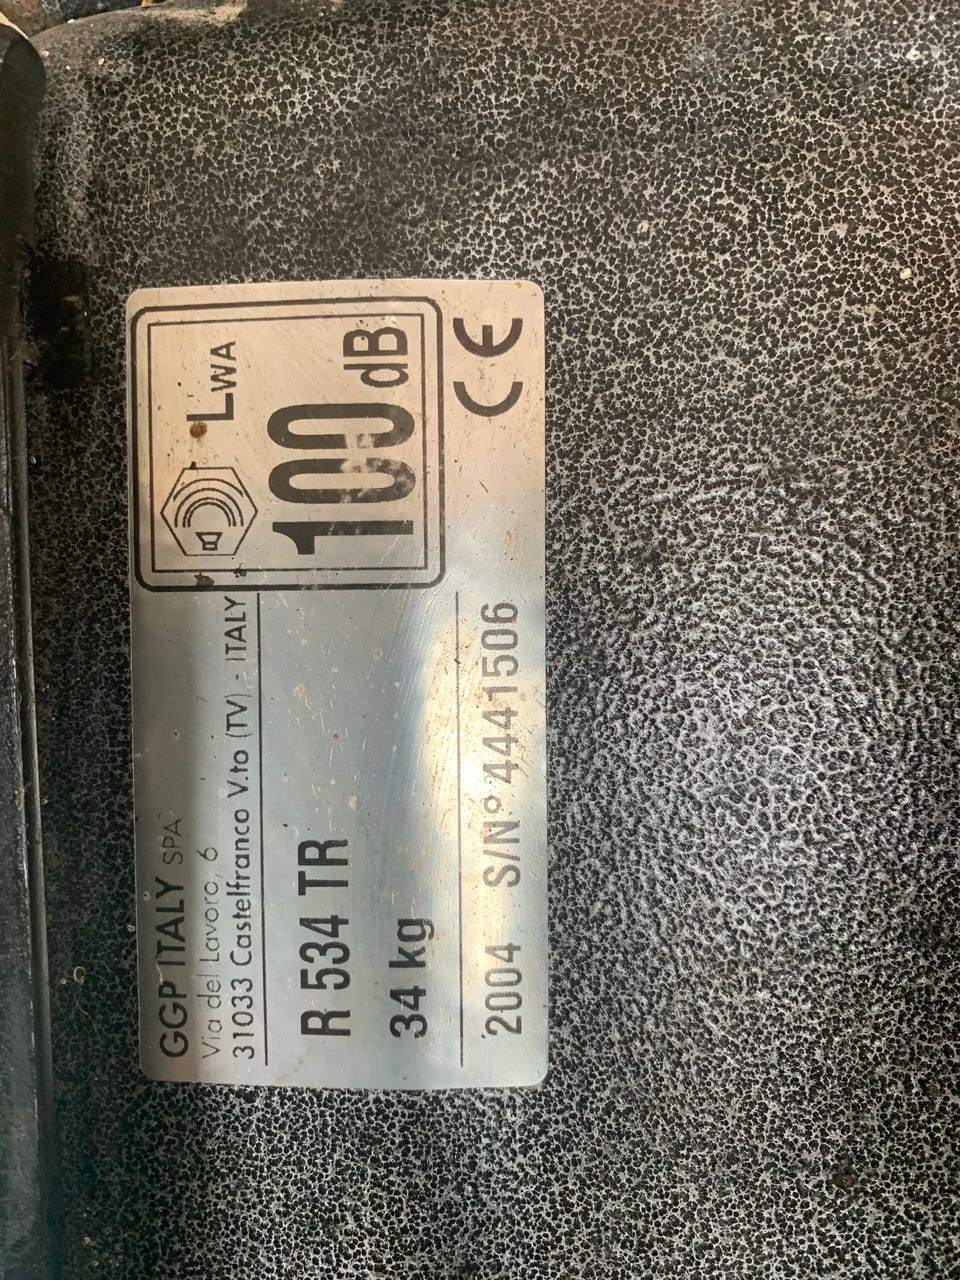 GGP ITALY SPA
Via del Lavoro, 6
31033 Castelfranco V.to (TV) - ITALY
R 534 TR
34 kg
2004 S/N.º 4441506
LWA
100 dB
CE